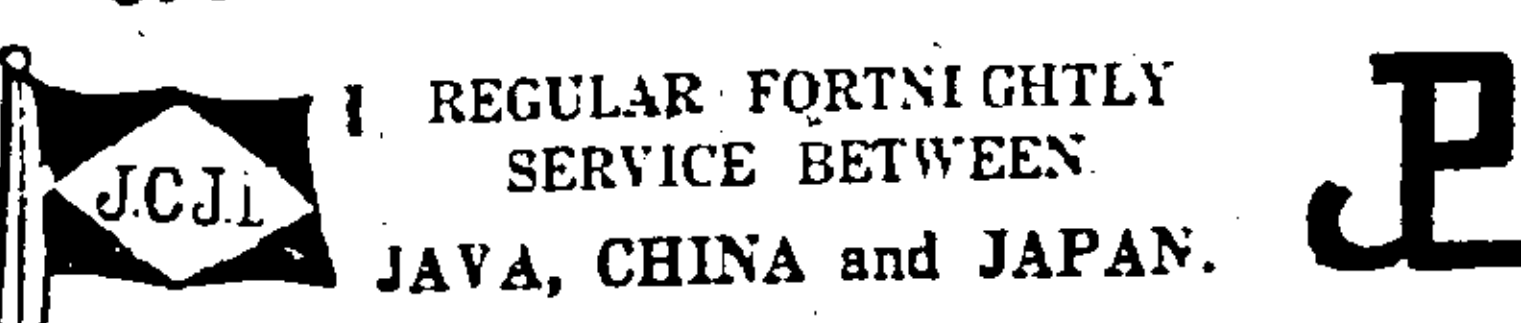 J.C.J.L
REGULAR FORTNIGHTLY
SERVICE BETWEEN
JAVA, CHINA and JAPAN.